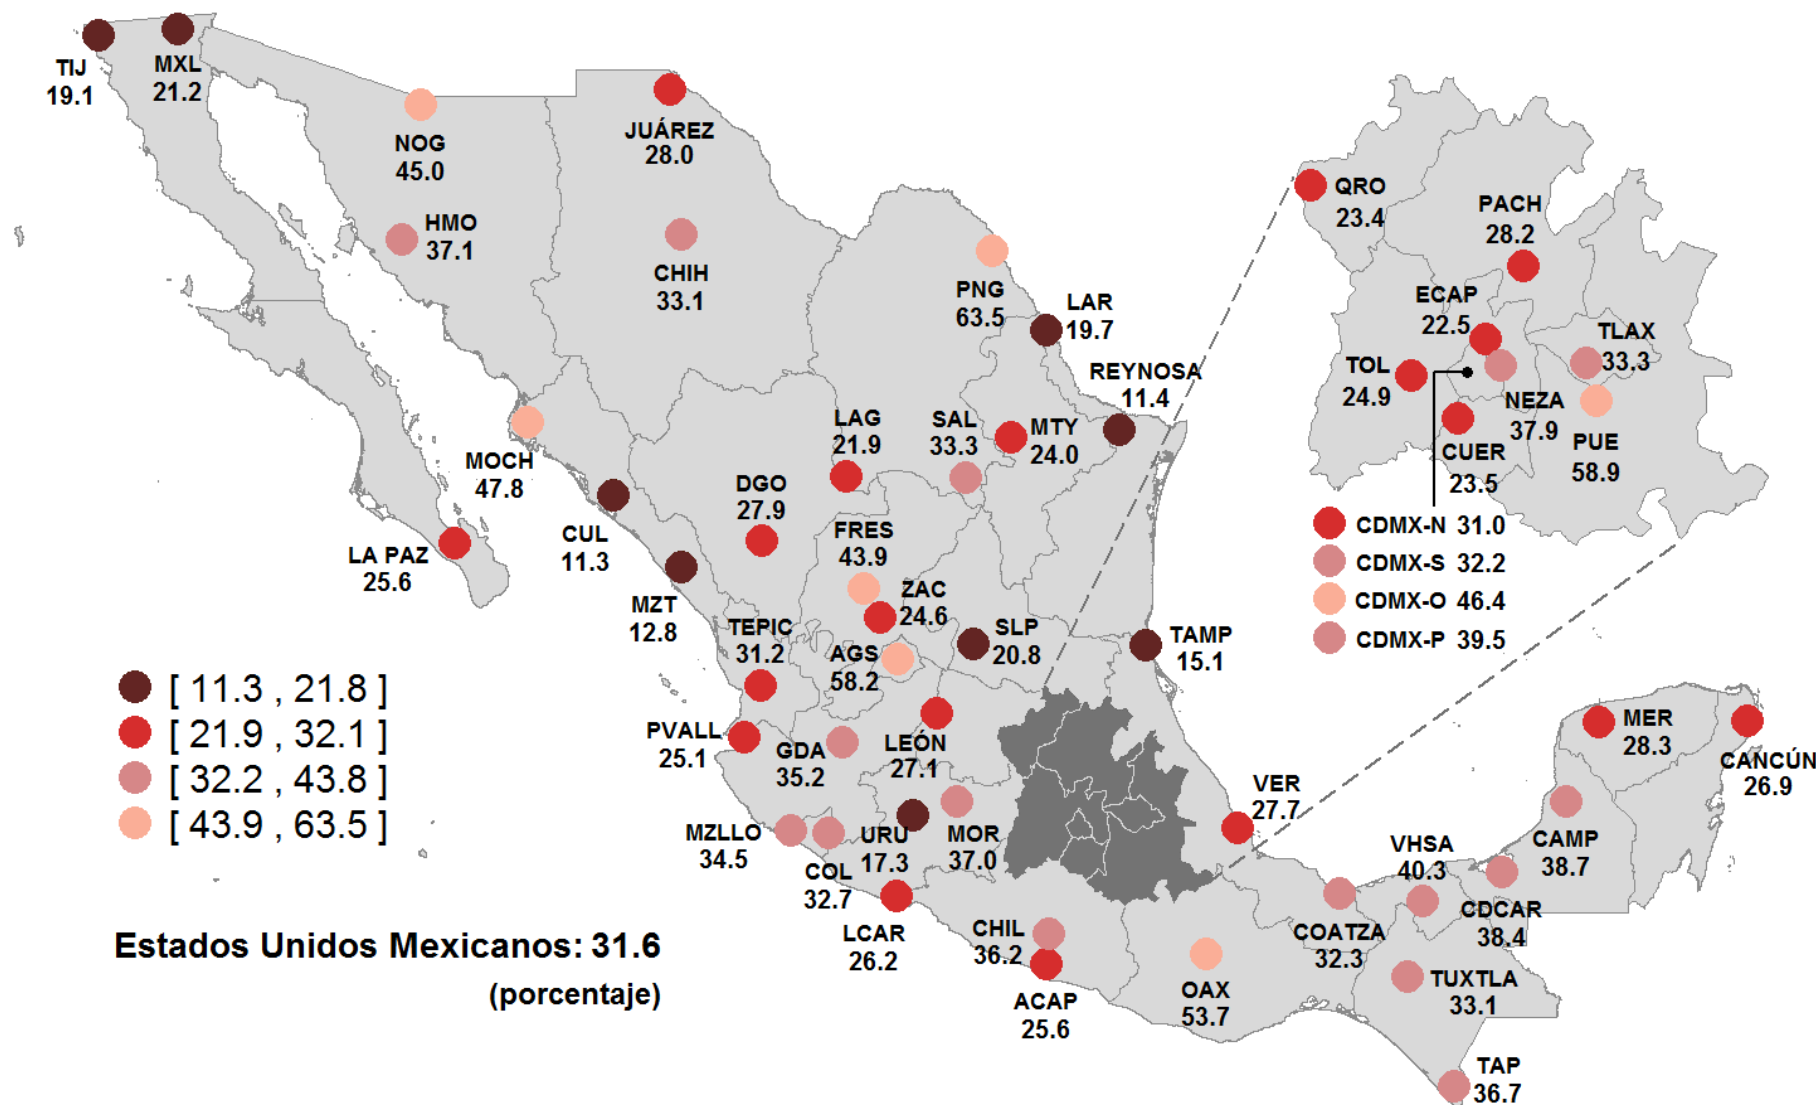 TIJ
19.1
MXL
21.2
NOG
45.0
HMO
37.1
JUÁREZ
28.0
CHIH
33.1
PNG
63.5
LAR
19.7
REYNOSA
11.4
MOCH
47.8
LAG
21.9
SAL
33.3
MTY
24.0
DGO
27.9
CUL
11.3
LA PAZ
25.6
FRES
43.9
ZAC
24.6
MZT
12.8
TEPIC
31.2
AGS
58.2
SLP
20.8
TAMP
15.1
PVALL
25.1
GDA
35.2
LEÓN
27.1
MZLLO
34.5
COL
32.7
URU
17.3
MOR
37.0
LCAR
26.2
CHIL
36.2
ACAP
25.6
OAX
53.7
VER
27.7
COATZA
32.3
VHSA
40.3
CDCAR
38.4
CAMP
38.7
MER
28.3
CANCÚN
26.9
TUXTLA
33.1
TAP
36.7
QRO
23.4
PACH
28.2
ECAP
22.5
TLAX
33.3
TOL
24.9
NEZA
37.9
PUE
58.9
CUER
23.5
CDMX-N 31.0
CDMX-S 32.2
CDMX-O 46.4
CDMX-P 39.5
[ 11.3 , 21.8 ]
[ 21.9 , 32.1 ]
[ 32.2 , 43.8 ]
[ 43.9 , 63.5 ]
Estados Unidos Mexicanos: 31.6
(porcentaje)